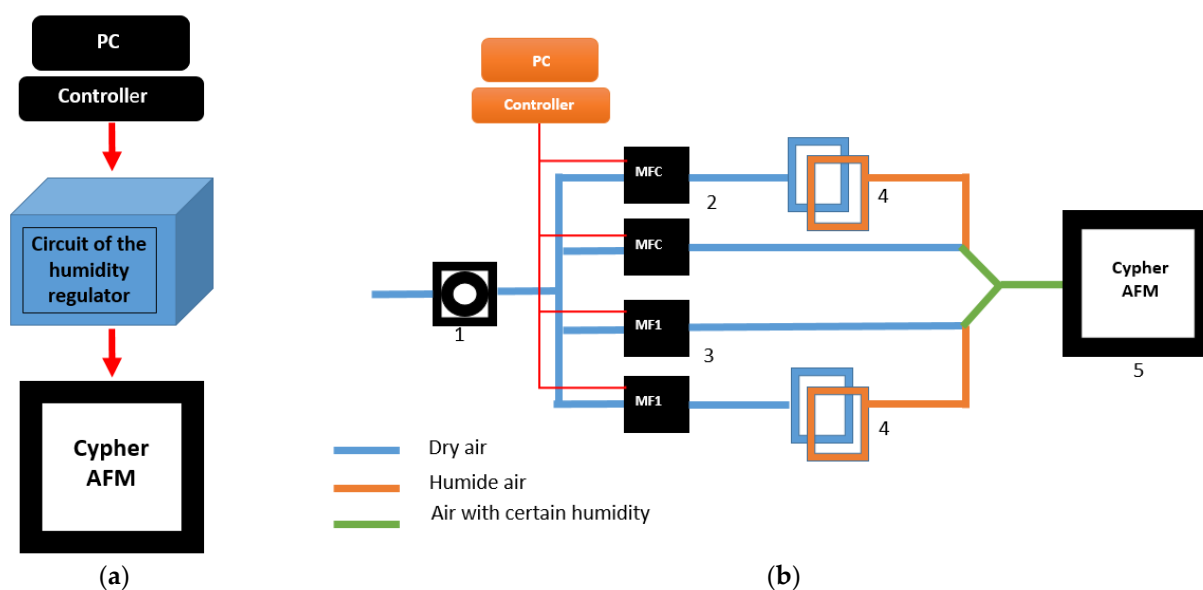 PC
Controller
Circuit of the
humidity
regulator
Cypher
AFM
(a)
PC
Controller
MFC
2
4
MFC
1
MF1
3
MF1
4
Cypher
AFM
5
Dry air
Humide air
Air with certain humidity
(b)